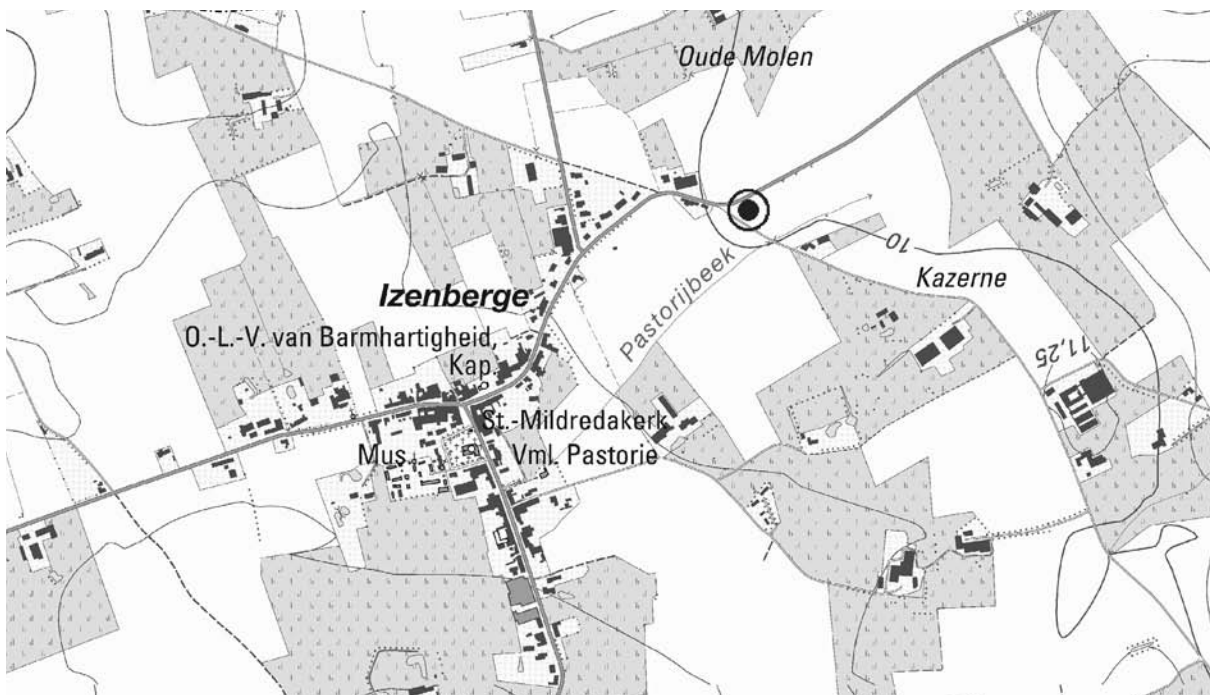 Oude Molen
Izenberge
O.-L.-V. van Barmhartigheid,
Kap.
Pastorijbeek
10
Kazerne
11,25
St.-Mildredakerk
Mus.
Vml. Pastorie